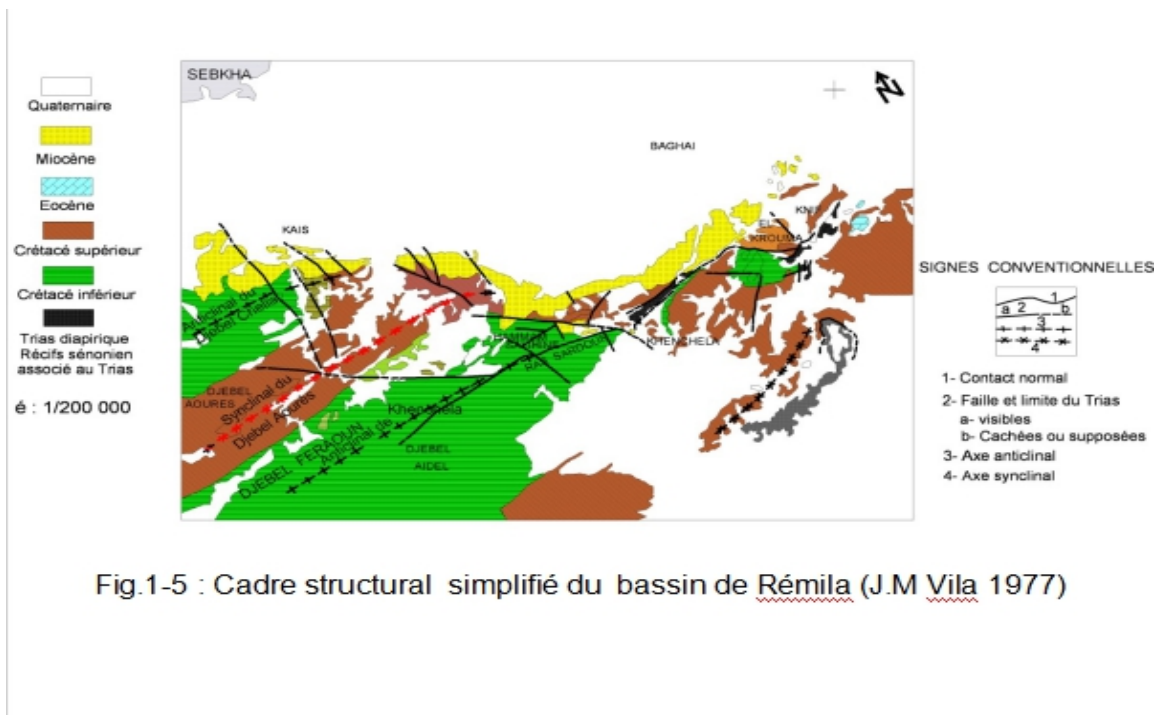 SEBKHA
N
BAGHAI
KAIS
EL
KROUMA
KHENCHELA
SARDOUK
Anticlinal du
Djebel Chelia
DJEBEL
AOURES
Synclinal du
Djebel Aourès
Khenchela
DJEBEL FERAOUN
Anticlinal de
DJEBEL
AIDEL
Quaternaire
Miocène
Eocène
Crétacé supérieur
Crétacé inférieur
Trias diapirique
Récifs sénonien
associé au Trias
é : 1/200 000
SIGNES CONVENTIONNELLES
1
a 2 b
3
4
1- Contact normal
2- Faille et limite du Trias
a- visibles
b- Cachées ou supposées
3- Axe anticlinal
4- Axe synclinal
Fig.1-5 : Cadre structural simplifié du bassin de Rémila (J.M Vila 1977)